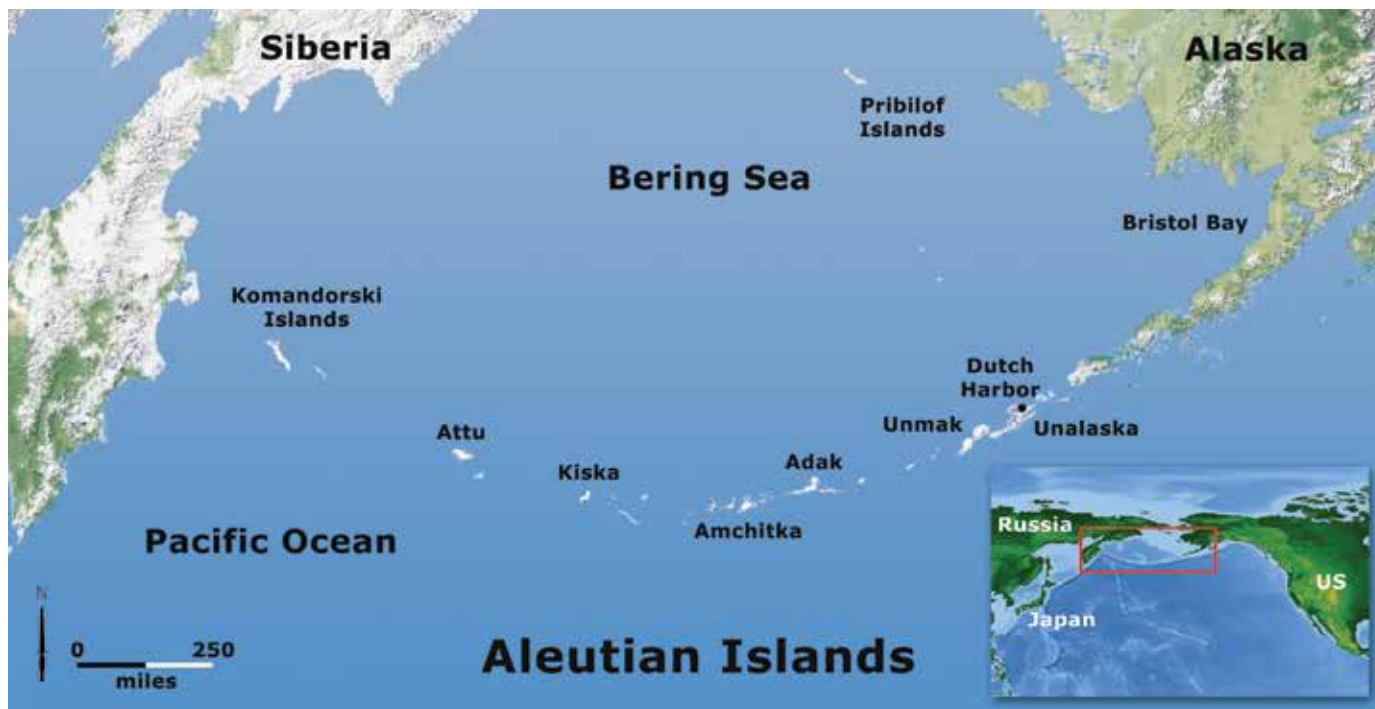 Siberia
Alaska
Pribilof
Islands
Bering Sea
Bristol Bay
Komandorski
Islands
Dutch
Harbor
Attu
Unmak
Unalaska
Kiska
Adak
Amchitka
Pacific Ocean
Russia
US
Japan
N
0 250
miles
Aleutian Islands